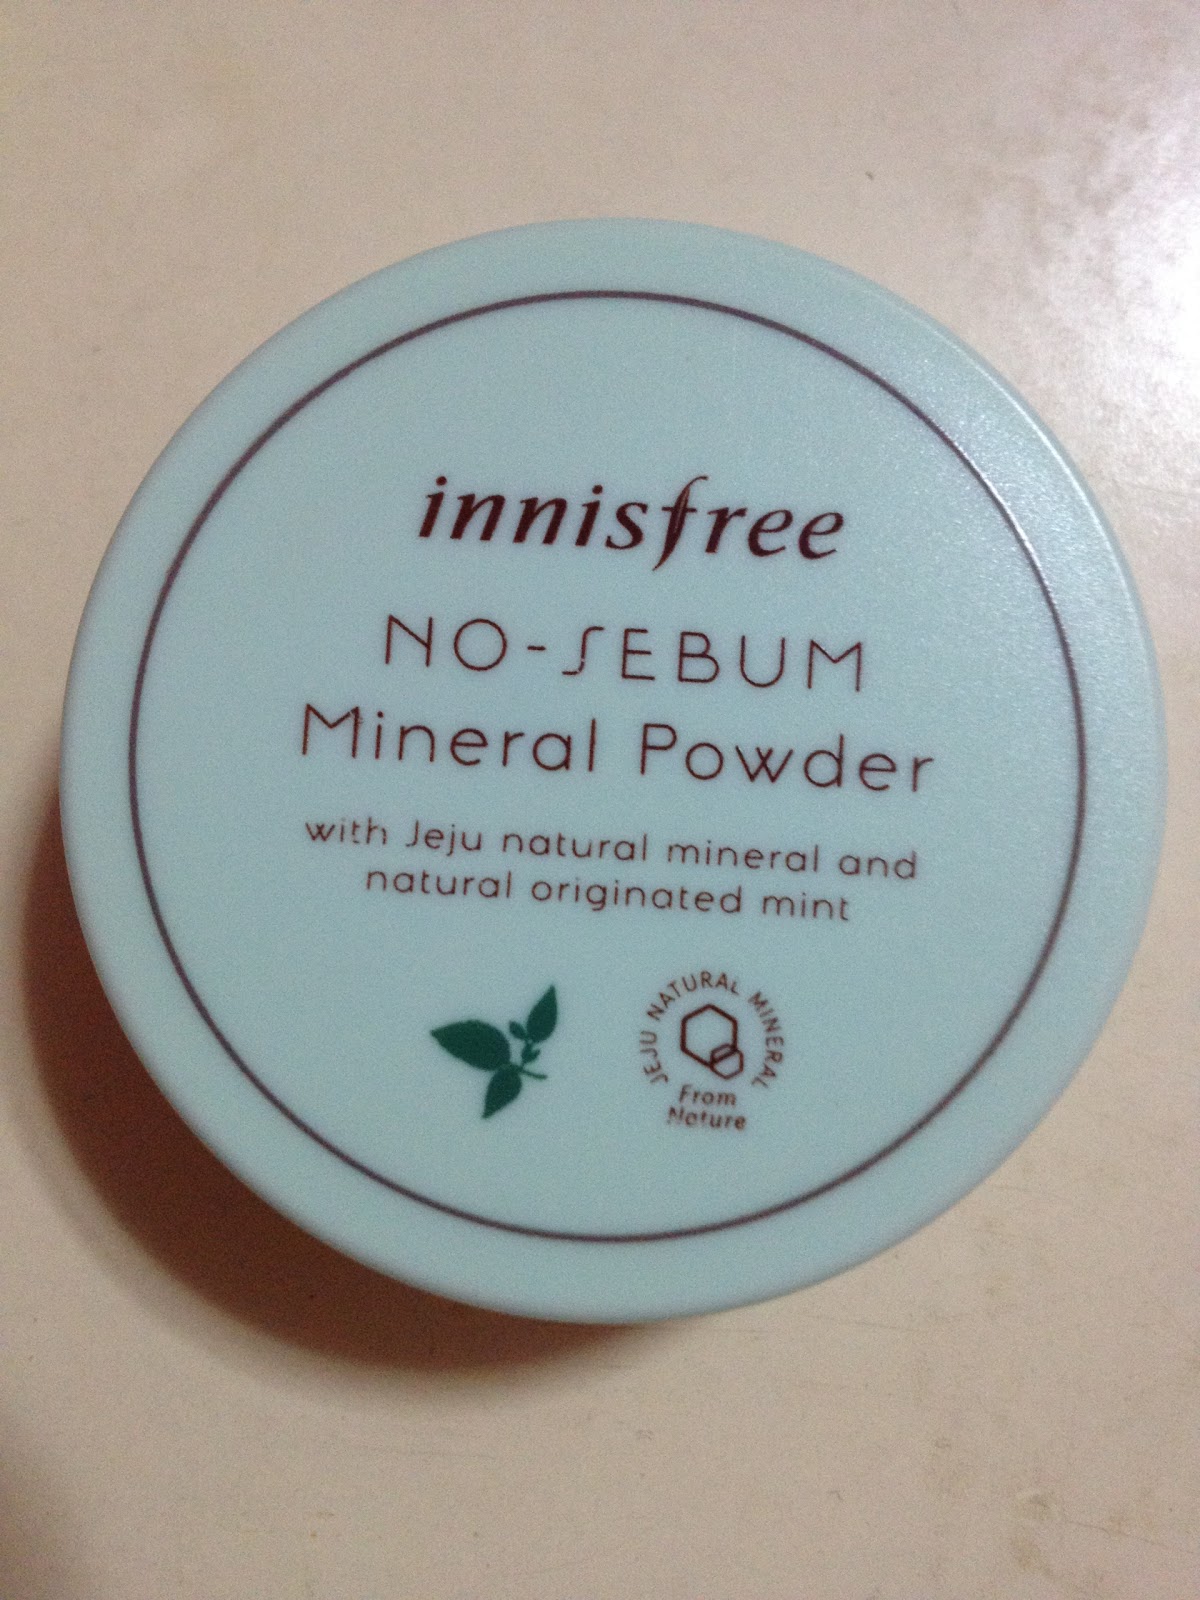 innisfree
NO-SEBUM
Mineral Powder
with Jeju natural mineral and
natural originated mint
JEJU NATURAL MINERAL
From
Nature